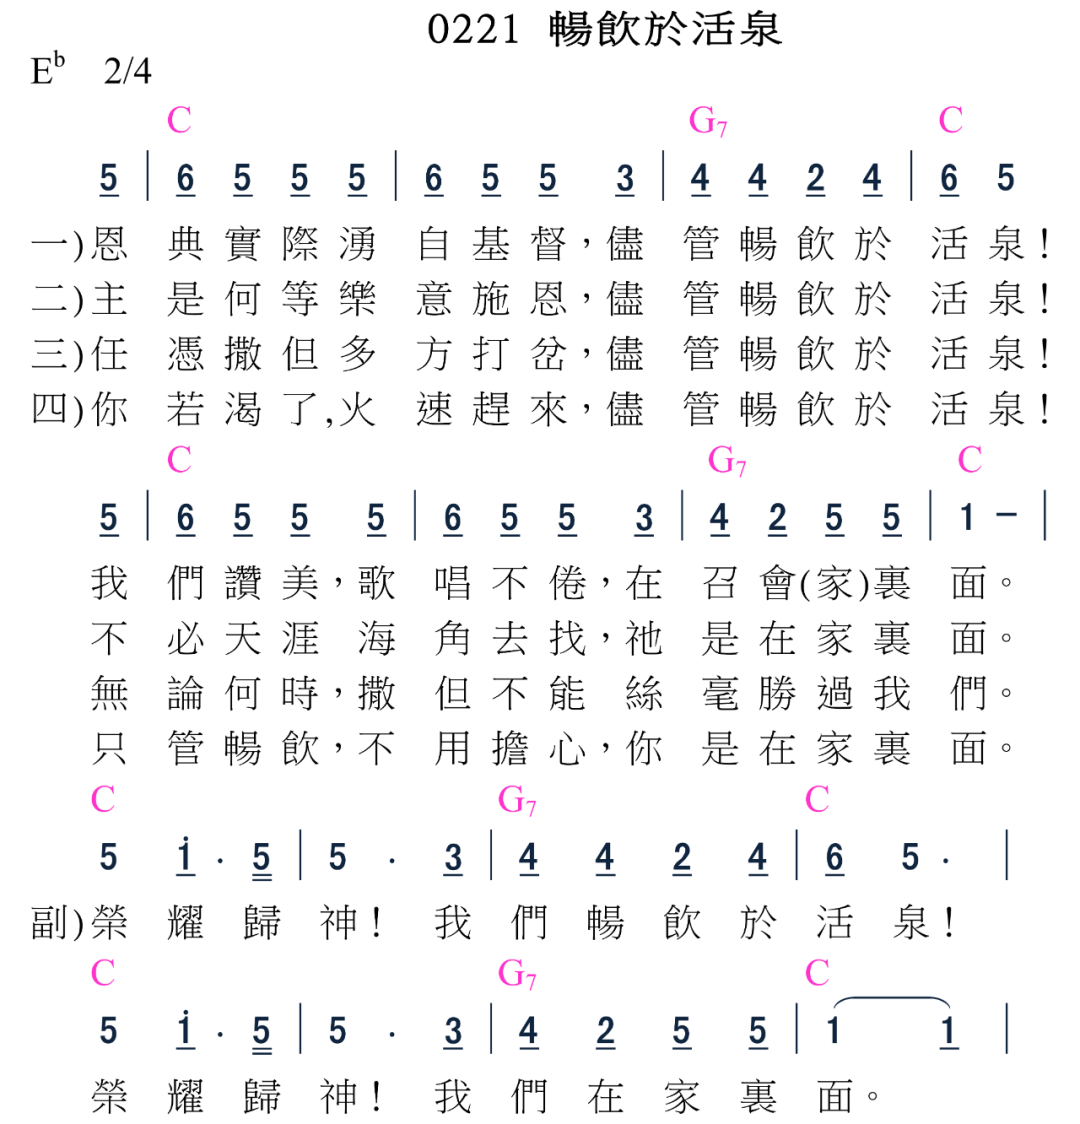 0221 暢飲於活泉
E♭ 2/4
C G7 C
5 | 6 5 5 5 | 6 5 5 3 | 4 4 2 4 | 6 5
一)恩典實際湧自基督，儘管暢飲於活泉！
二)主是何等樂意施恩，儘管暢飲於活泉！
三)任憑撒但多方打岔，儘管暢飲於活泉！
四)你若渴了,火速趕來，儘管暢飲於活泉！
C G7 C
5 | 6 5 5 5 | 6 5 5 3 | 4 2 5 5 | 1 － |
我們讚美，歌唱不倦，在召會(家)裏面。
不必天涯海角去找，祂是在家裏面。
無論何時，撒但不能絲毫勝過我們。
只管暢飲，不用擔心，你是在家裏面。
C G7 C
5 i · 5 | 5 · 3 | 4 4 2 4 | 6 5 · |
副)榮耀歸神！我們暢飲於活泉！
C G7 C
5 i · 5 | 5 · 3 | 4 2 5 5 | 1 1 |
榮耀歸神！我們在家裏面。